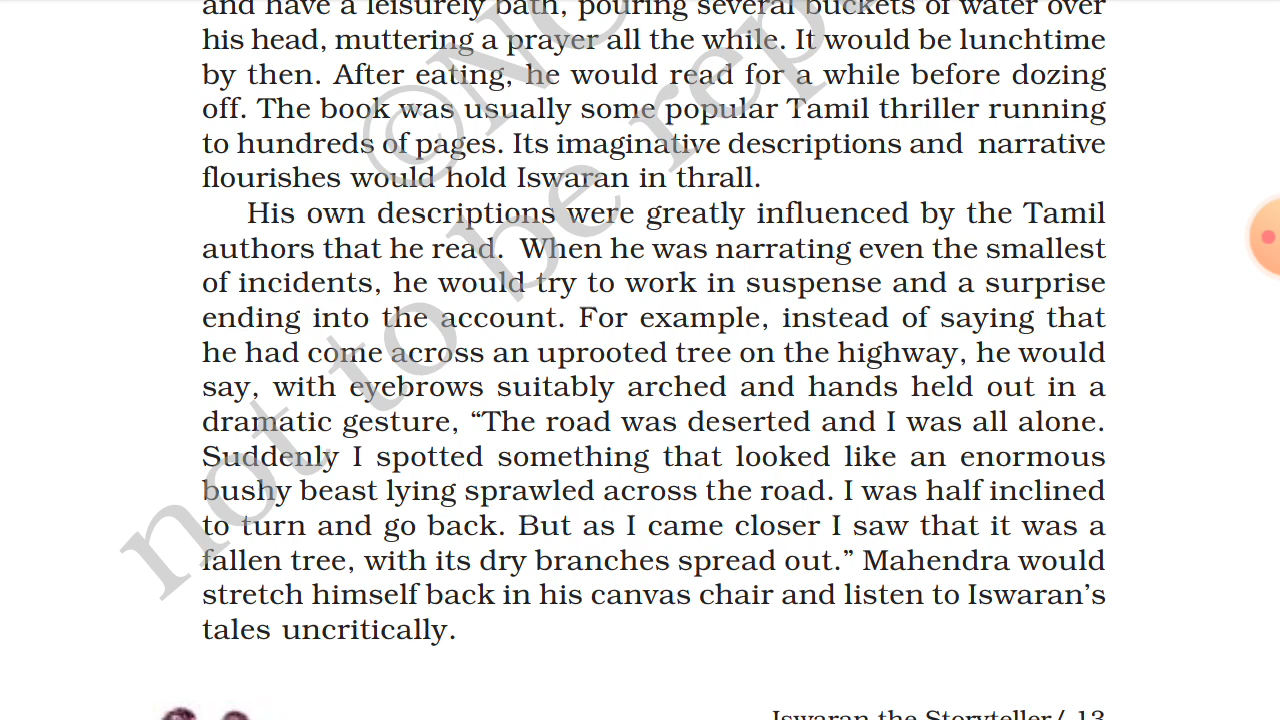 and have a leisurely bath, pouring several buckets of water over
his head, muttering a prayer all the while. It would be lunchtime
by then. After eating, he would read for a while before dozing
off. The book was usually some popular Tamil thriller running
to hundreds of pages. Its imaginative descriptions and narrative
flourishes would hold Iswaran in thrall.
His own descriptions were greatly influenced by the Tamil
authors that he read. When he was narrating even the smallest
of incidents, he would try to work in suspense and a surprise
ending into the account. For example, instead of saying that
he had come across an uprooted tree on the highway, he would
say, with eyebrows suitably arched and hands held out in a
dramatic gesture, “The road was deserted and I was all alone.
Suddenly I spotted something that looked like an enormous
bushy beast lying sprawled across the road. I was half inclined
to turn and go back. But as I came closer I saw that it was a
fallen tree, with its dry branches spread out.” Mahendra would
stretch himself back in his canvas chair and listen to Iswaran’s
tales uncritically.
Iswaran the Storyteller/ 13
©NC
not to be rep